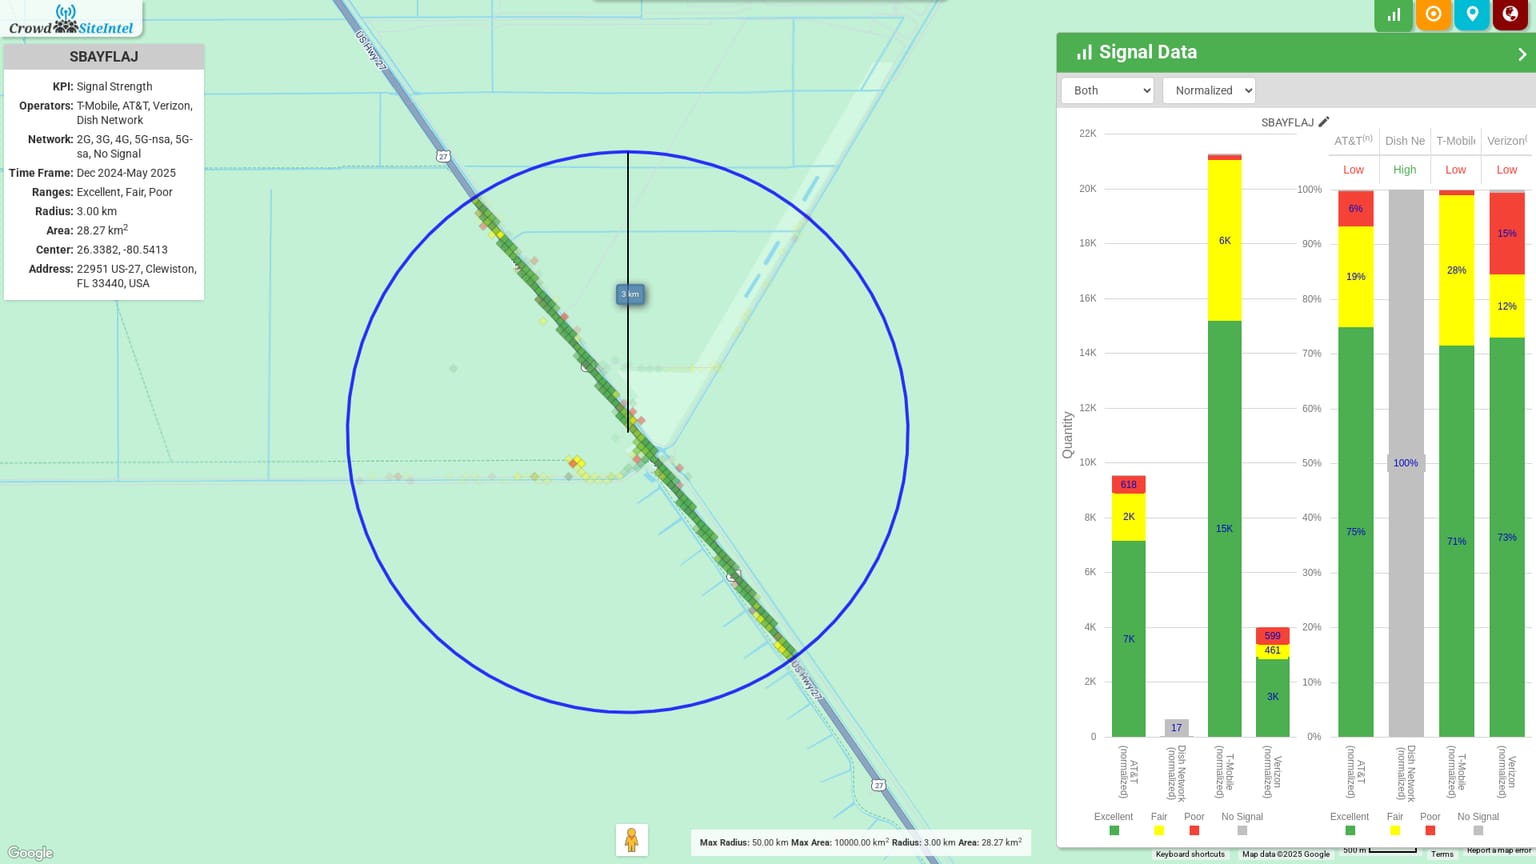 CrowdSiteIntel
SBAYFLAJ
KPI: Signal Strength
Operators: T-Mobile, AT&T, Verizon,
Dish Network
Network: 2G, 3G, 4G, 5G-nsa, 5G-
sa, No Signal
Time Frame: Dec 2024-May 2025
Ranges: Excellent, Fair, Poor
Radius: 3.00 km
Area: 28.27 km2
Center: 26.3382, -80.5413
Address: 22951 US-27, Clewiston,
FL 33440, USA
US Hwy 27
27
3 km
US Hwy 27
27
Google
Max Radius: 50.00 km Max Area: 10000.00 km2 Radius: 3.00 km Area: 28.27 km2
Signal Data
Both
Normalized
SBAYFLAJ
AT&T(n)
Dish Ne
T-Mobile
Verizon(
Low
High
Low
Low
Quantity
22K
20K
18K
16K
14K
12K
10K
8K
6K
4K
2K
0
618
2K
7K
17
6K
15K
599
461
3K
AT&T
(normalized)
Dish Network
(normalized)
T-Mobile
(normalized)
Verizon
(normalized)
Excellent
Fair
Poor
No Signal
100%
90%
80%
70%
60%
50%
40%
30%
20%
10%
0%
6%
19%
75%
100%
28%
71%
15%
12%
73%
AT&T
(normalized)
Dish Network
(normalized)
T-Mobile
(normalized)
Verizon
(normalized)
Excellent
Fair
Poor
No Signal
Keyboard shortcuts
Map data ©2025 Google
500 m
Terms
Report a map error